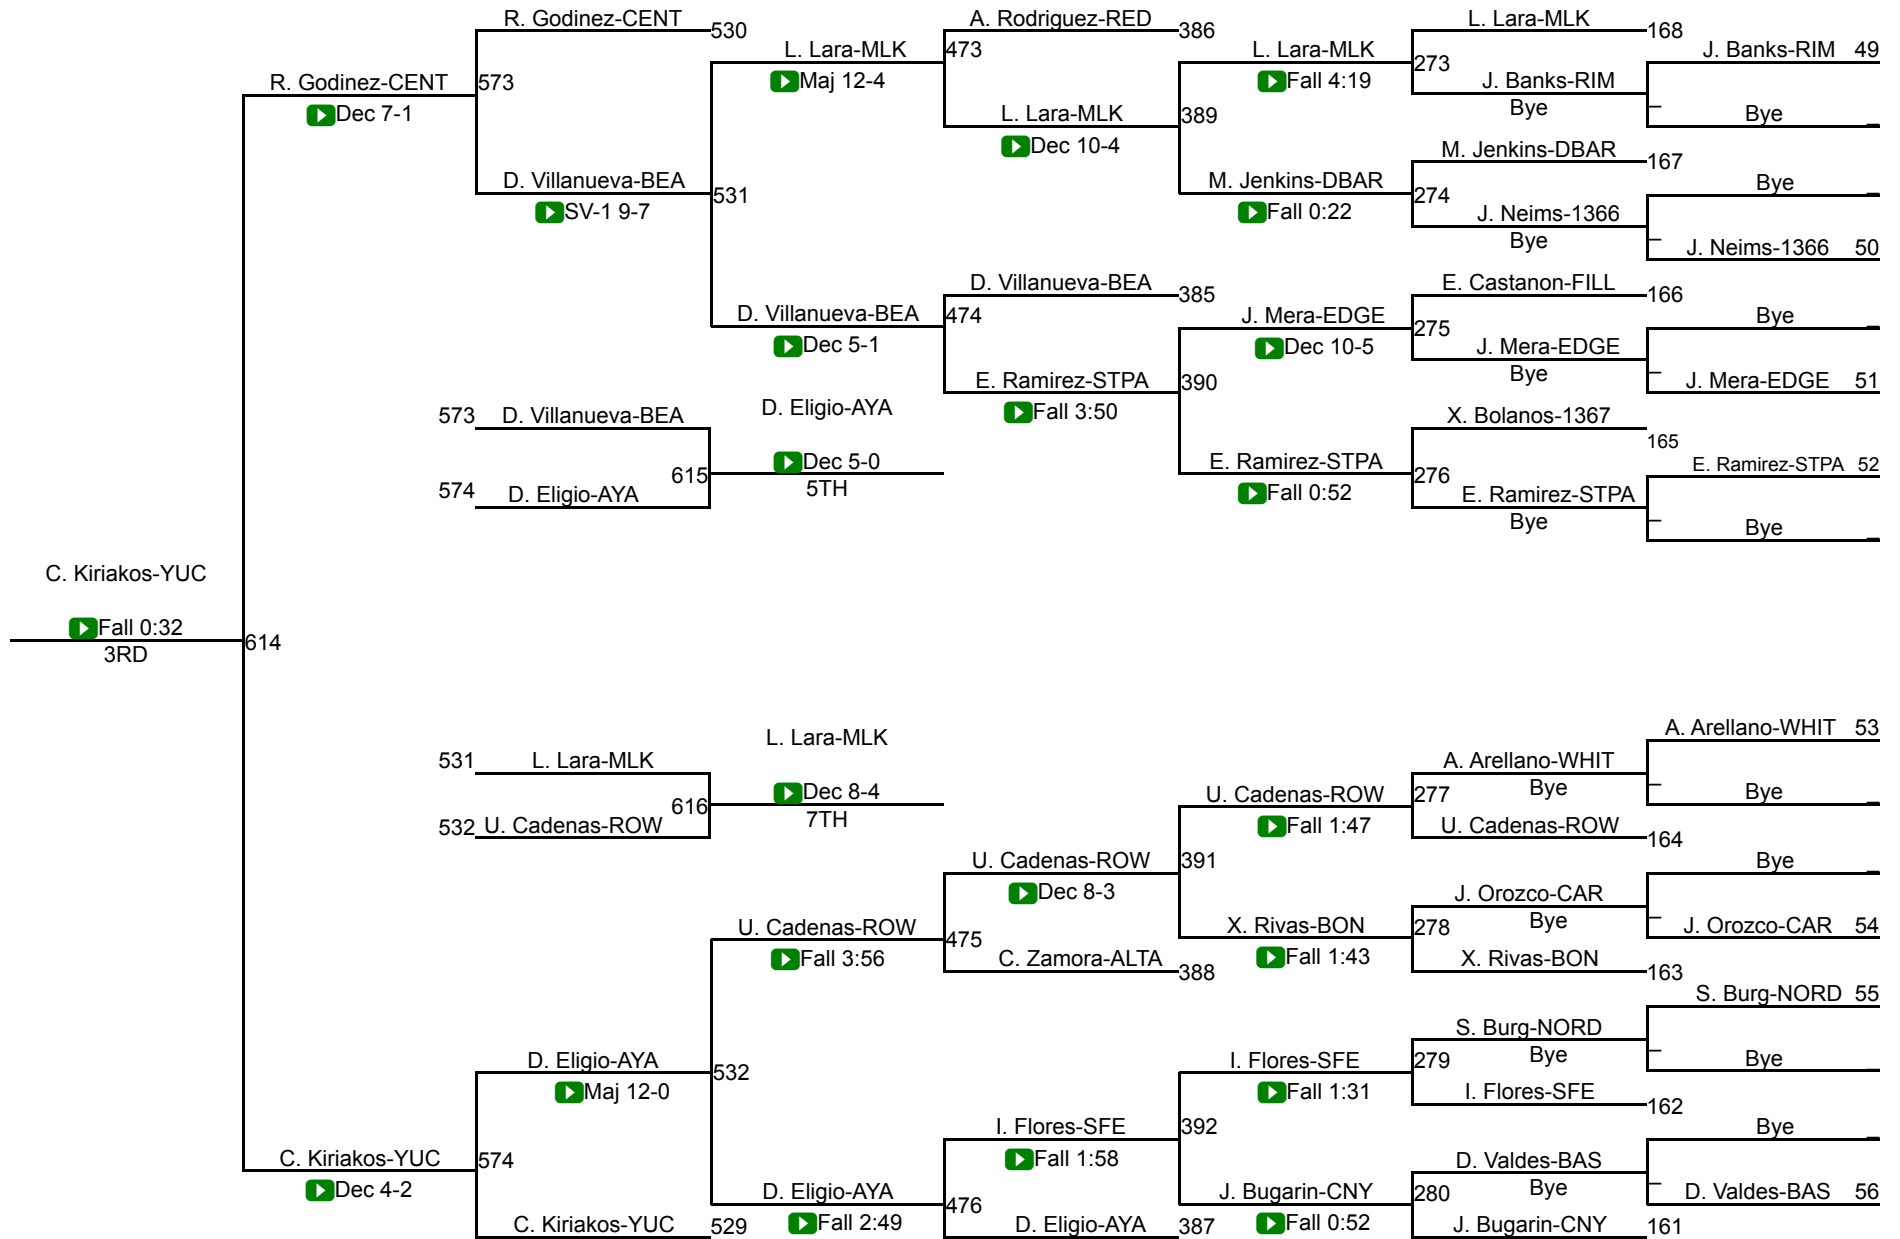 R. Godinez-CENT
530
A. Rodriguez-RED
386
L. Lara-MLK
168
L. Lara-MLK
473
L. Lara-MLK
J. Banks-RIM 49
R. Godinez-CENT
573
Maj 12-4
Fall 4:19
273
J. Banks-RIM
Bye
Dec 7-1
L. Lara-MLK
389
Bye
Dec 10-4
M. Jenkins-DBAR
167
D. Villanueva-BEA
531
M. Jenkins-DBAR
274
Bye
SV-1 9-7
Fall 0:22
J. Neims-1366
Bye
J. Neims-1366 50
D. Villanueva-BEA
385
E. Castanon-FILL
166
D. Villanueva-BEA
474
J. Mera-EDGE
275
Bye
Dec 5-1
Dec 10-5
J. Mera-EDGE
Bye
E. Ramirez-STPA
390
J. Mera-EDGE 51
573 D. Villanueva-BEA
D. Eligio-AYA
Fall 3:50
X. Bolanos-1367
165
615
Dec 5-0
5TH
E. Ramirez-STPA
276
E. Ramirez-STPA 52
574 D. Eligio-AYA
Fall 0:52
E. Ramirez-STPA
Bye
Bye
C. Kiriakos-YUC
Fall 0:32
3RD
614
A. Arellano-WHIT 53
531 L. Lara-MLK
L. Lara-MLK
A. Arellano-WHIT
Bye
616
Dec 8-4
7TH
U. Cadenas-ROW
277
Bye
532 U. Cadenas-ROW
Fall 1:47
U. Cadenas-ROW
164
U. Cadenas-ROW
391
Bye
Dec 8-3
J. Orozco-CAR
Bye
U. Cadenas-ROW
475
X. Rivas-BON
278
J. Orozco-CAR 54
Fall 3:56
C. Zamora-ALTA
388
Fall 1:43
X. Rivas-BON
163
S. Burg-NORD 55
S. Burg-NORD
Bye
D. Eligio-AYA
532
I. Flores-SFE
279
Bye
Maj 12-0
Fall 1:31
I. Flores-SFE
162
I. Flores-SFE
392
Bye
Fall 1:58
C. Kiriakos-YUC
574
D. Valdes-BAS
Bye
Dec 4-2
D. Eligio-AYA
476
J. Bugarin-CNY
280
D. Valdes-BAS 56
C. Kiriakos-YUC
529
Fall 2:49
D. Eligio-AYA
387
Fall 0:52
J. Bugarin-CNY
161